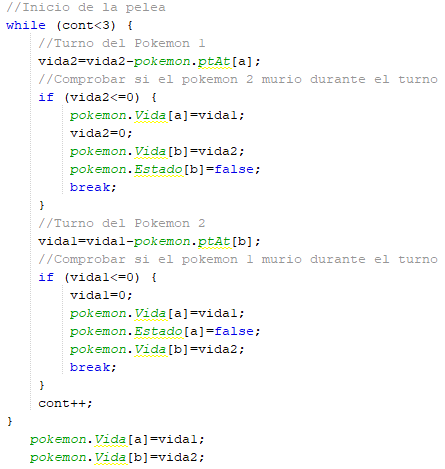 //Inicio de la pelea
while (cont<3) {
//Turno del Pokemon 1
vida2=vida2-pokemon.ptAt[a];
//Comprobar si el pokemon 2 murio durante el turno
if (vida2<=0) {
pokemon.Vida[a]=vida1;
vida2=0;
pokemon.Vida[b]=vida2;
pokemon.Estado[b]=false;
break;
}
//Turno del Pokemon 2
vida1=vida1-pokemon.ptAt[b];
//Comprobar si el pokemon 1 murio durante el turno
if (vida1<=0) {
vida1=0;
pokemon.Vida[a]=vida1;
pokemon.Estado[a]=false;
pokemon.Vida[b]=vida2;
break;
}
cont++;
}
pokemon.Vida[a]=vida1;
pokemon.Vida[b]=vida2;